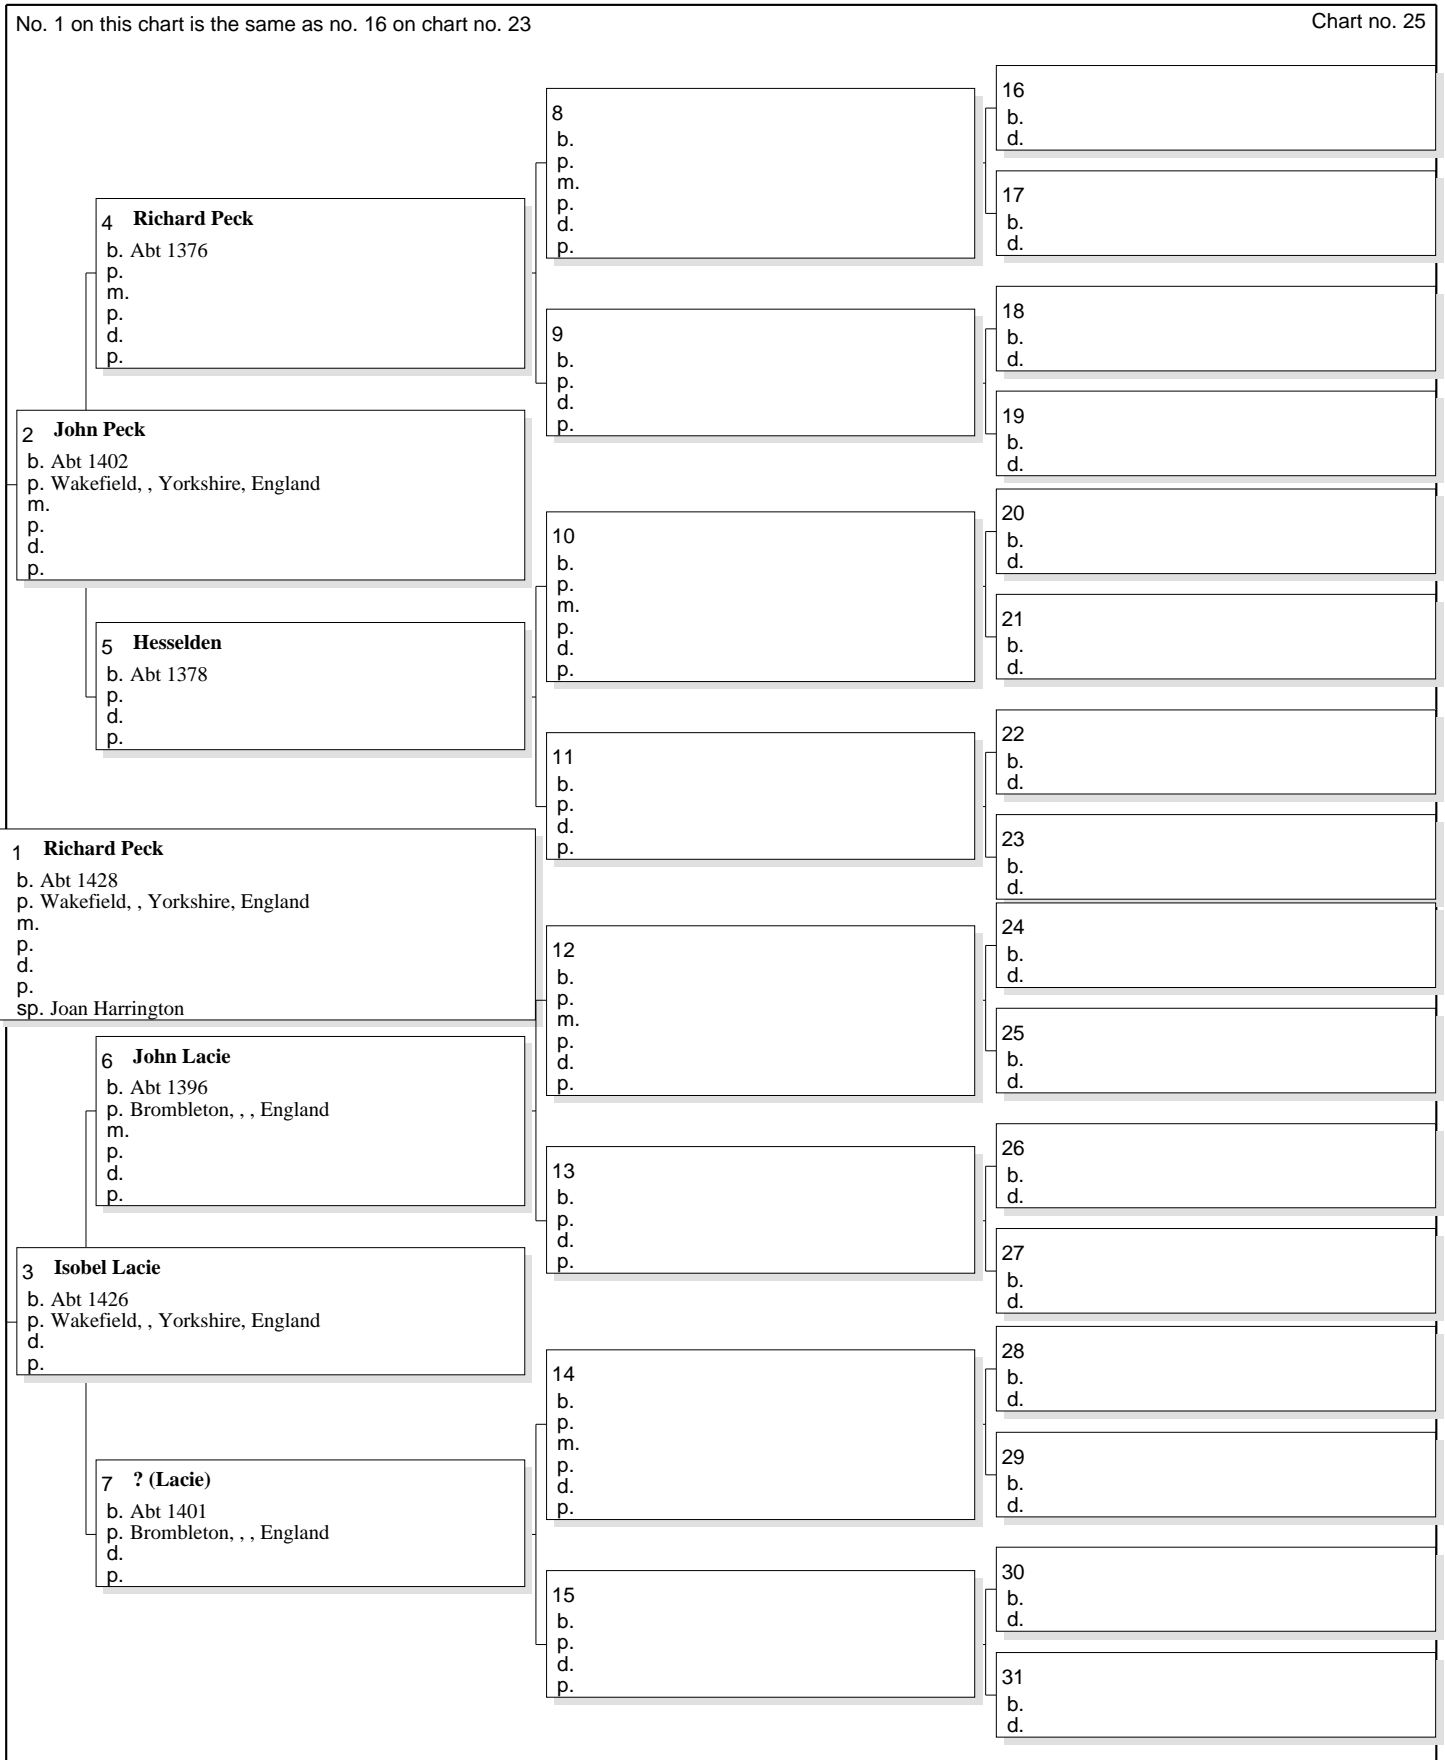 No. 1 on this chart is the same as no. 16 on chart no. 23
Chart no. 25
4 Richard Peck
b. Abt 1376
p.
m.
p.
d.
p.
2 John Peck
b. Abt 1402
p. Wakefield, , Yorkshire, England
m.
p.
d.
p.
5 Hesselden
b. Abt 1378
p.
d.
p.
1 Richard Peck
b. Abt 1428
p. Wakefield, , Yorkshire, England
m.
p.
d.
p.
sp. Joan Harrington
6 John Lacie
b. Abt 1396
p. Brombleton, , , England
m.
p.
d.
p.
3 Isobel Lacie
b. Abt 1426
p. Wakefield, , Yorkshire, England
d.
p.
7 ? (Lacie)
b. Abt 1401
p. Brombleton, , , England
d.
p.
8
b.
p.
m.
p.
d.
p.
9
b.
p.
d.
p.
10
b.
p.
m.
p.
d.
p.
11
b.
p.
d.
p.
12
b.
p.
m.
p.
d.
p.
13
b.
p.
d.
p.
14
b.
p.
m.
p.
d.
p.
15
b.
p.
d.
p.
16
b.
d.
17
b.
d.
18
b.
d.
19
b.
d.
20
b.
d.
21
b.
d.
22
b.
d.
23
b.
d.
24
b.
d.
25
b.
d.
26
b.
d.
27
b.
d.
28
b.
d.
29
b.
d.
30
b.
d.
31
b.
d.